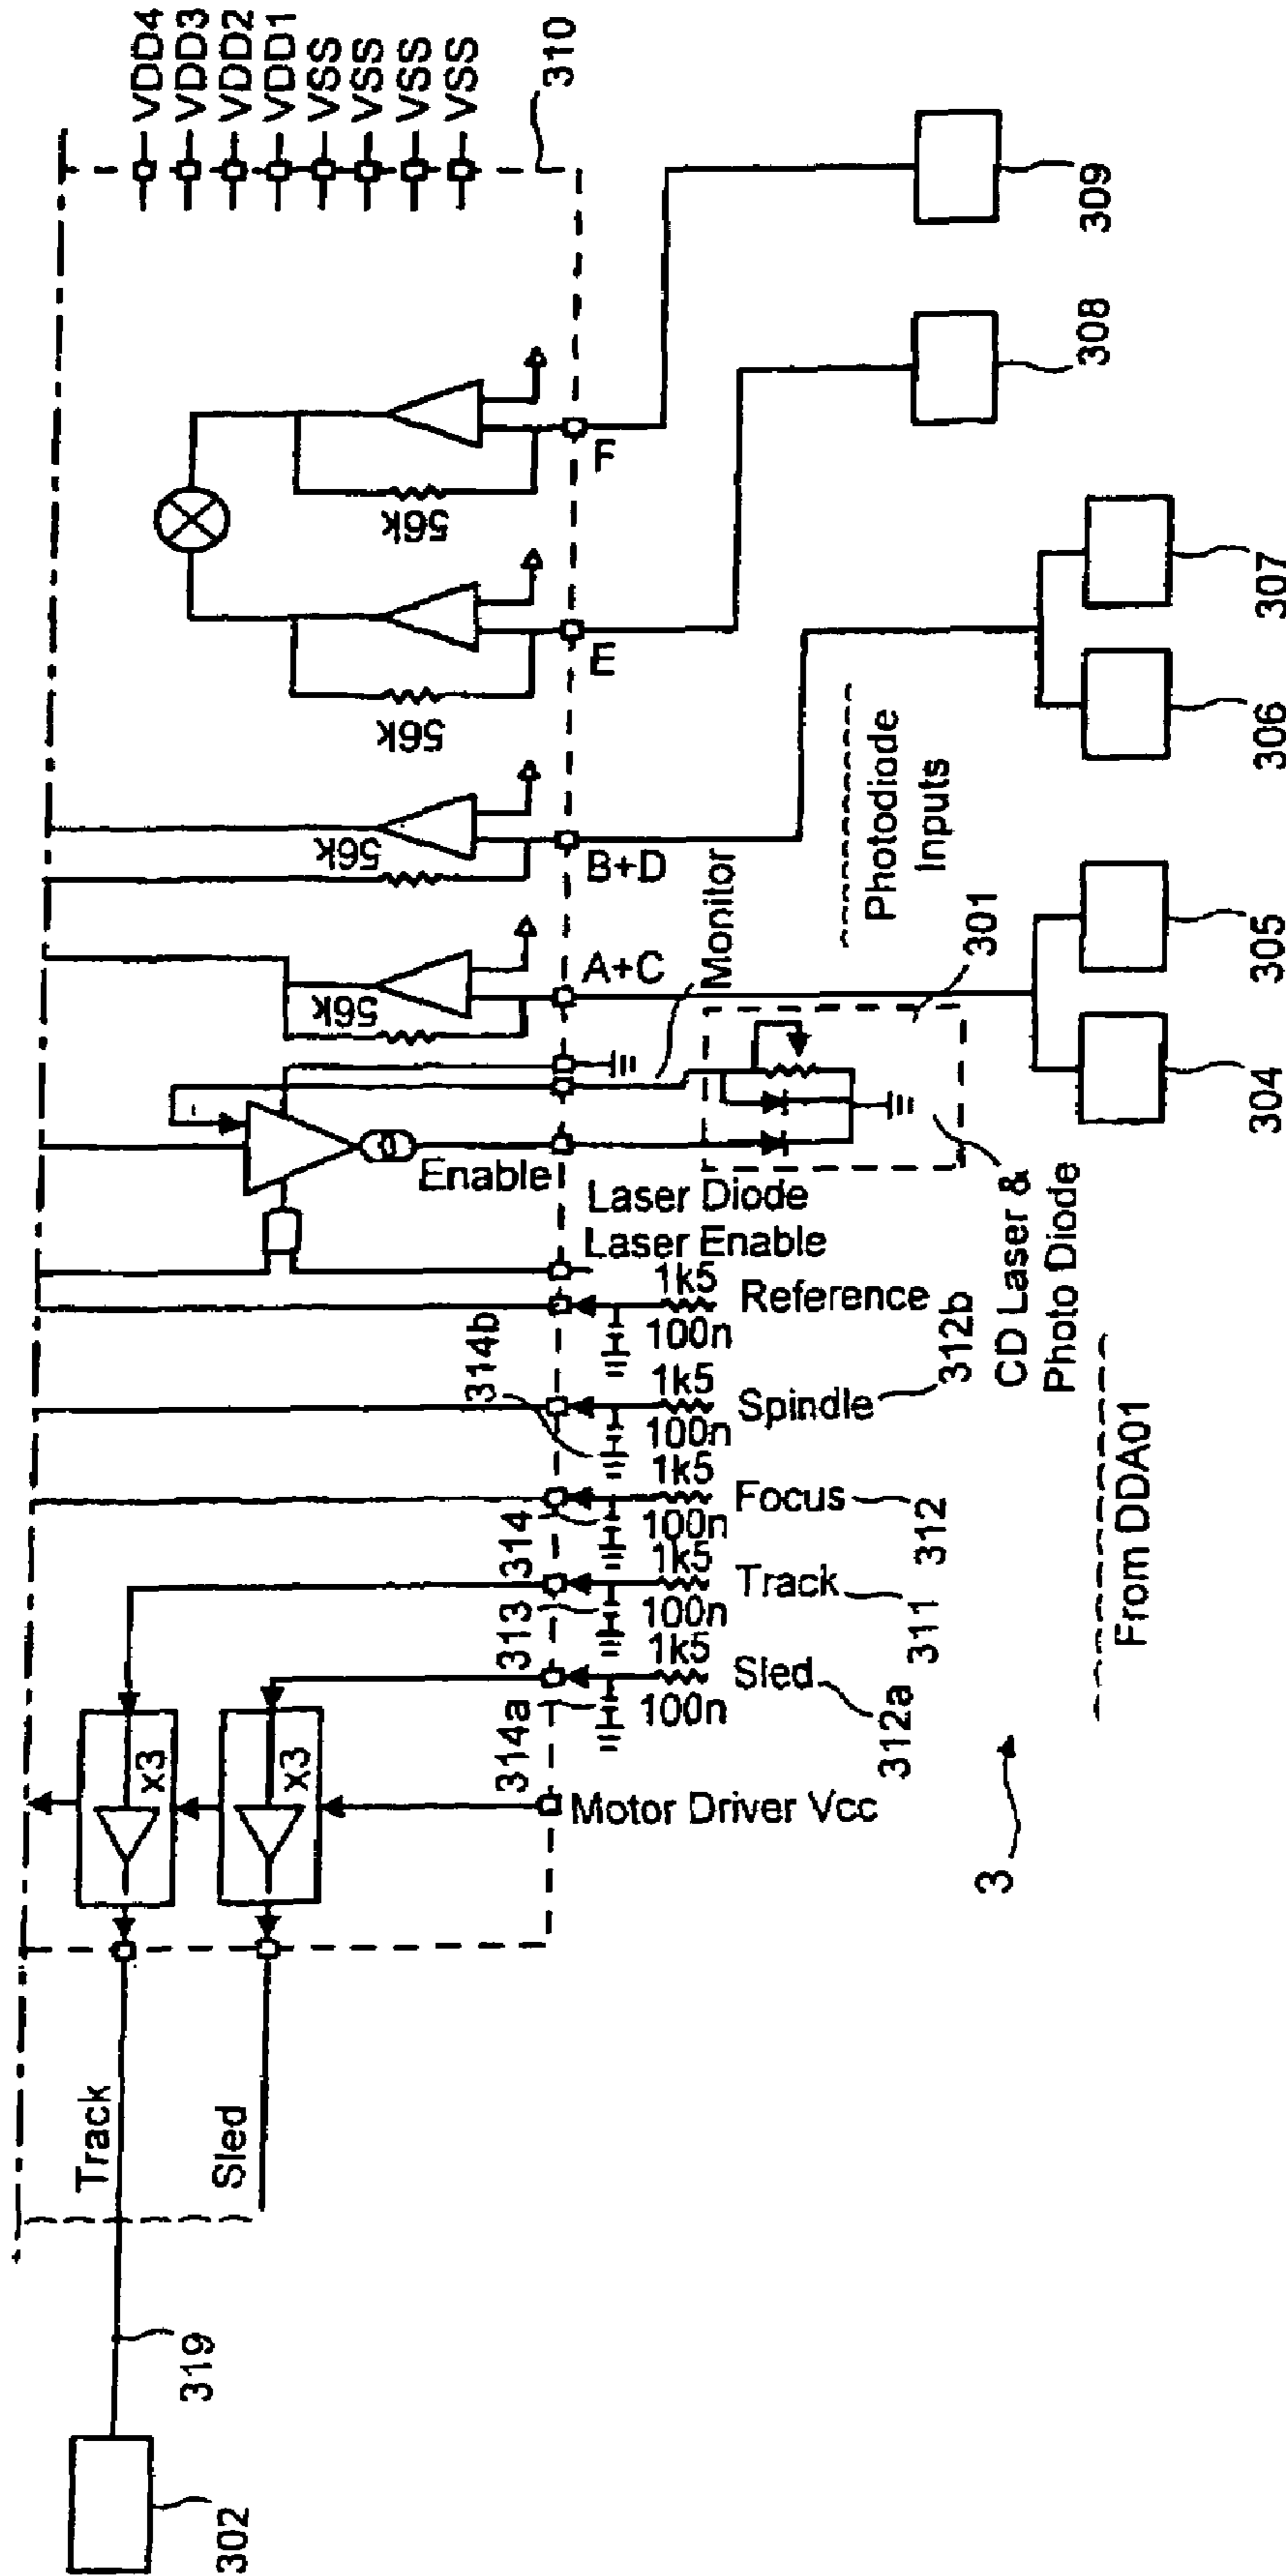 302
319
Track
Sled
x3
x3
Motor Driver Vcc
314a
313
314
314b
100n
1k5
100n
1k5
100n
1k5
100n
1k5
100n
1k5
Sled
Track
Focus
Spindle
Reference
312a
311
312
312b
3
From DDA01
Laser Enable
Laser Diode
Enable
CD Laser &
Photo Diode
301
Monitor
A+C
B+D
E
F
56k
56k
56k
56k
Photodiode
Inputs
304
305
306
307
308
309
310
VDD4
VDD3
VDD2
VDD1
VSS
VSS
VSS
VSS